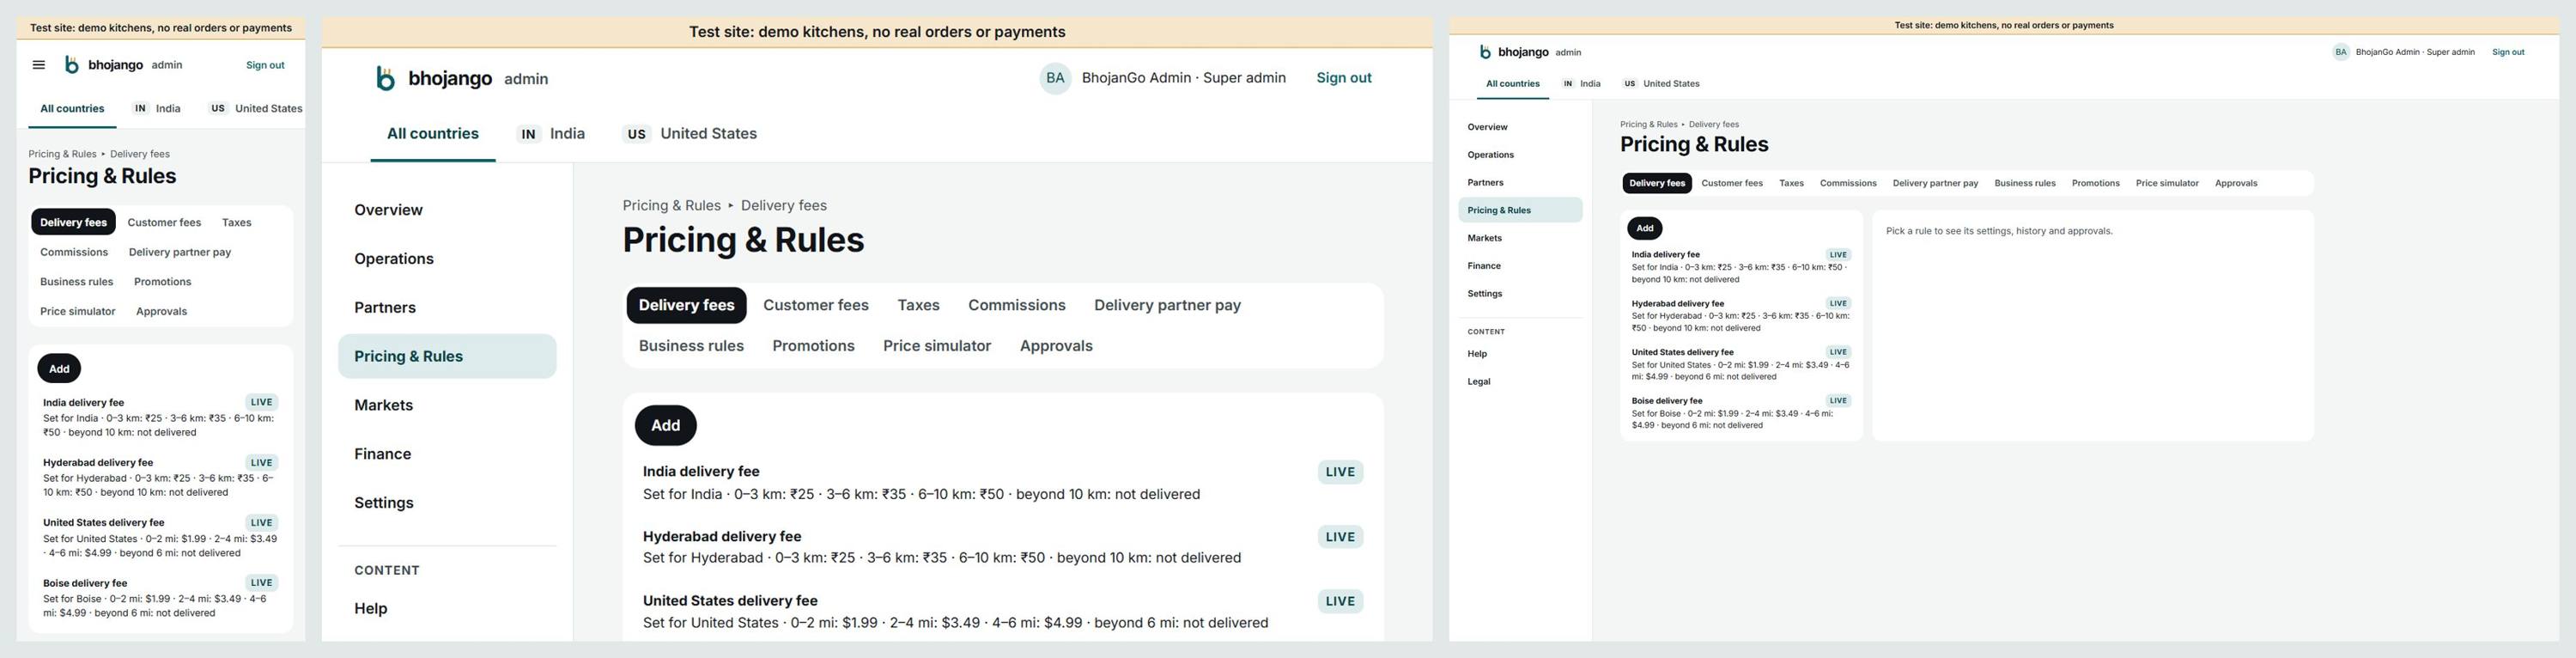 Test site: demo kitchens, no real orders or payments
bhojango admin
Sign out
All countries
IN India
US United States
Pricing & Rules ‣ Delivery fees
Pricing & Rules
Delivery fees Customer fees Taxes
Commissions Delivery partner pay
Business rules Promotions
Price simulator Approvals
Add
India delivery fee LIVE
Set for India · 0–3 km: ₹25 · 3–6 km: ₹35 · 6–10 km:
₹50 · beyond 10 km: not delivered
Hyderabad delivery fee LIVE
Set for Hyderabad · 0–3 km: ₹25 · 3–6 km: ₹35 · 6–
10 km: ₹50 · beyond 10 km: not delivered
United States delivery fee LIVE
Set for United States · 0–2 mi: $1.99 · 2–4 mi: $3.49
· 4–6 mi: $4.99 · beyond 6 mi: not delivered
Boise delivery fee LIVE
Set for Boise · 0–2 mi: $1.99 · 2–4 mi: $3.49 · 4–6
mi: $4.99 · beyond 6 mi: not delivered
Test site: demo kitchens, no real orders or payments
bhojango admin
BA BhojanGo Admin · Super admin Sign out
All countries IN India US United States
Overview
Operations
Partners
Pricing & Rules
Markets
Finance
Settings
CONTENT
Help
Pricing & Rules ‣ Delivery fees
Pricing & Rules
Delivery fees Customer fees Taxes Commissions Delivery partner pay
Business rules Promotions Price simulator Approvals
Add
India delivery fee LIVE
Set for India · 0–3 km: ₹25 · 3–6 km: ₹35 · 6–10 km: ₹50 · beyond 10 km: not delivered
Hyderabad delivery fee LIVE
Set for Hyderabad · 0–3 km: ₹25 · 3–6 km: ₹35 · 6–10 km: ₹50 · beyond 10 km: not delivered
United States delivery fee LIVE
Set for United States · 0–2 mi: $1.99 · 2–4 mi: $3.49 · 4–6 mi: $4.99 · beyond 6 mi: not delivered
Test site: demo kitchens, no real orders or payments
bhojango admin
BA BhojanGo Admin · Super admin Sign out
All countries IN India US United States
Overview
Operations
Partners
Pricing & Rules
Markets
Finance
Settings
CONTENT
Help
Legal
Pricing & Rules ‣ Delivery fees
Pricing & Rules
Delivery fees Customer fees Taxes Commissions Delivery partner pay Business rules Promotions Price simulator Approvals
Add
India delivery fee LIVE
Set for India · 0–3 km: ₹25 · 3–6 km: ₹35 · 6–10 km: ₹50 ·
beyond 10 km: not delivered
Hyderabad delivery fee LIVE
Set for Hyderabad · 0–3 km: ₹25 · 3–6 km: ₹35 · 6–10 km:
₹50 · beyond 10 km: not delivered
United States delivery fee LIVE
Set for United States · 0–2 mi: $1.99 · 2–4 mi: $3.49 · 4–6
mi: $4.99 · beyond 6 mi: not delivered
Boise delivery fee LIVE
Set for Boise · 0–2 mi: $1.99 · 2–4 mi: $3.49 · 4–6 mi:
$4.99 · beyond 6 mi: not delivered
Pick a rule to see its settings, history and approvals.